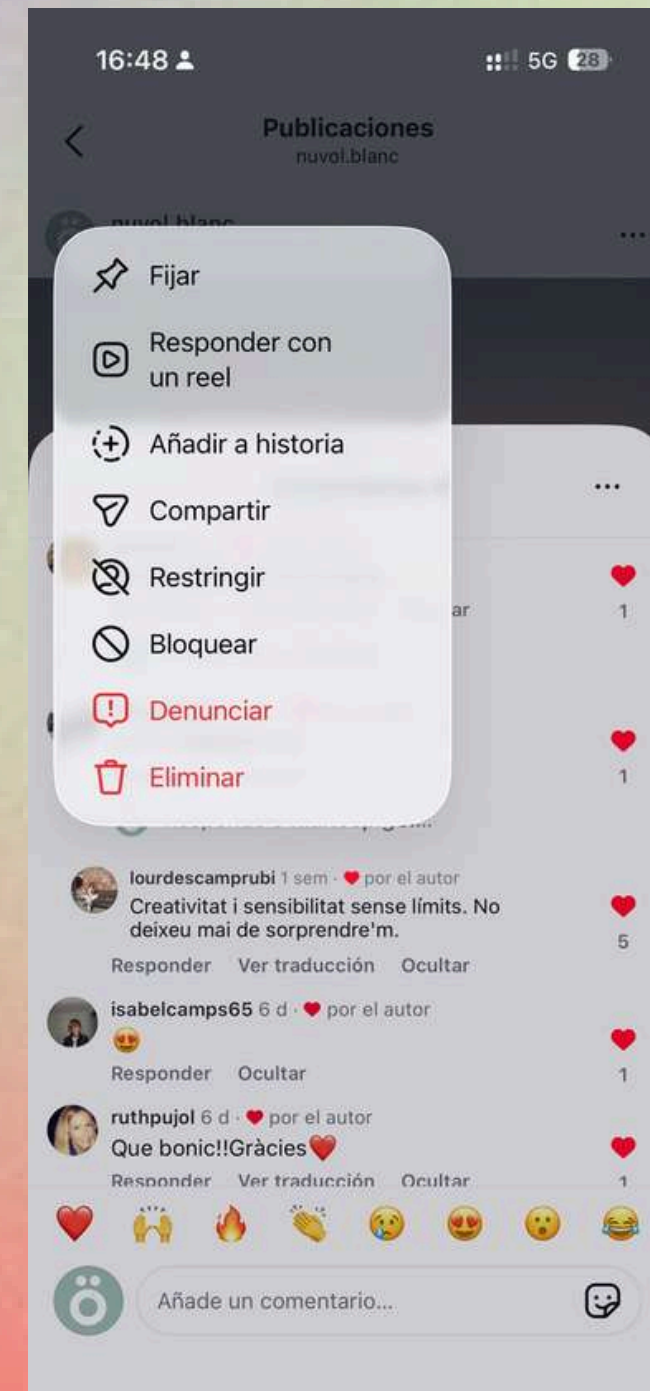 16:48
5G 28
Publicaciones
nuvol.blanc
nuvol.blanc
Fijar
Responder con
un reel
Añadir a historia
Compartir
ar
1
Restringir
Bloquear
Denunciar
1
Eliminar
lourdescamprubi 1 sem · por el autor
Creativitat i sensibilitat sense límits. No
deixeu mai de sorprendre'm.
5
Responder Ver traducción Ocultar
isabelcamps65 6 d · por el autor
Responder Ocultar
1
ruthpujol 6 d · por el autor
Que bonic!!Gràcies
Responder Ver traducción Ocultar
1
ö
Añade un comentario...